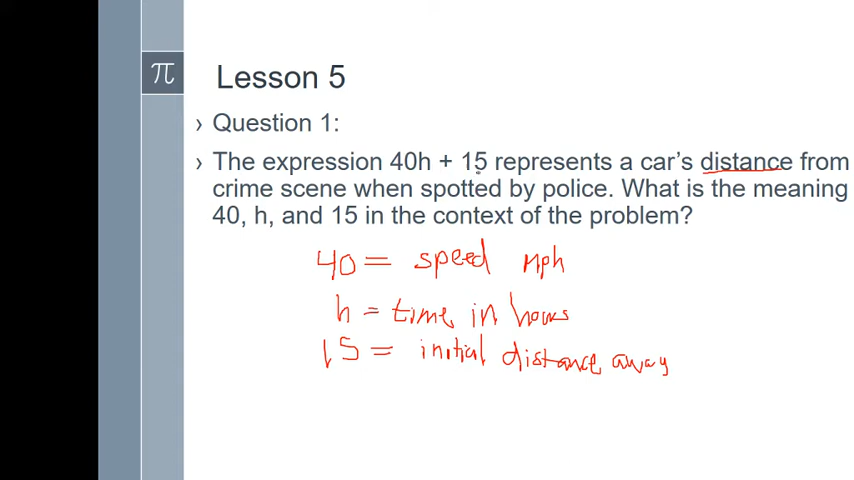 π
Lesson 5
› Question 1:
› The expression 40h + 15 represents a car's distance from
crime scene when spotted by police. What is the meaning
40, h, and 15 in the context of the problem?
40 = speed mph
h = time in hours
15 = initial distance away